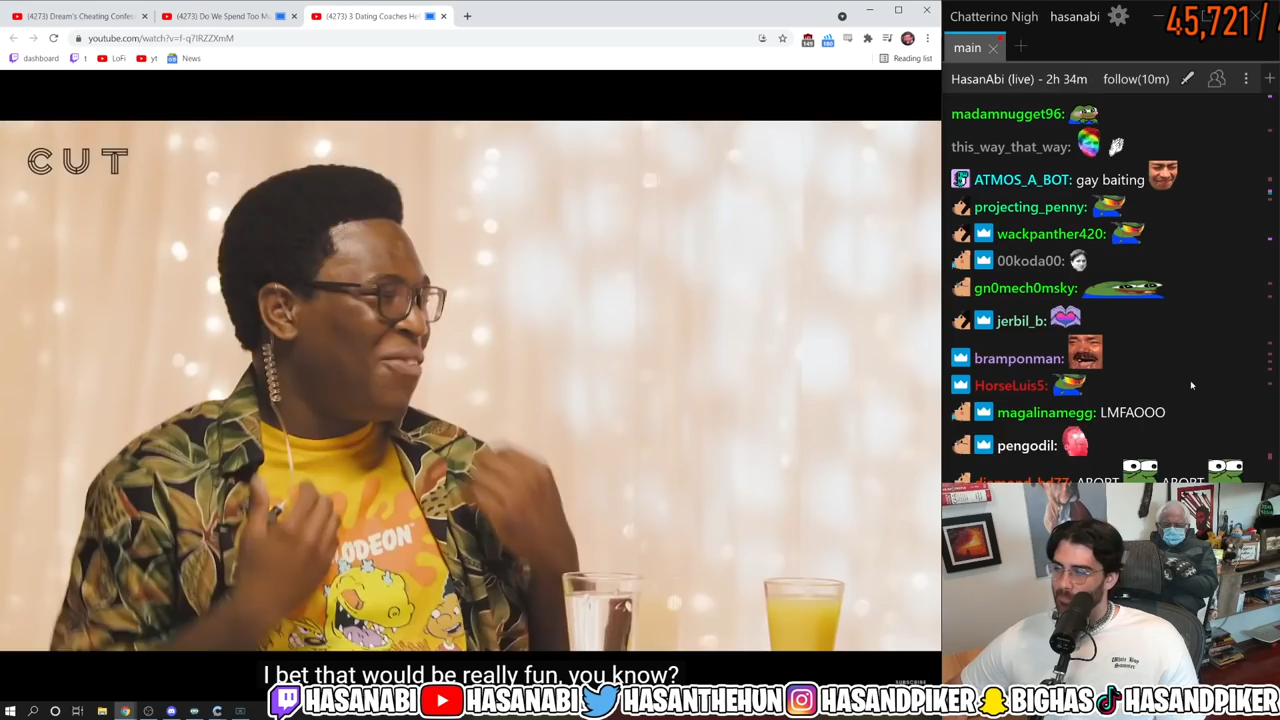 (4273) Dream's Cheating Confes
(4273) Do We Spend Too M
(4273) 3 Dating Coaches He
youtube.com/watch?v=f-q7IRZZXmM
dashboard
t
LoFi
yt
News
Reading list
CUT
ODEON
I bet that would be really fun, you know?
SUBSCRIBE
Chatterino Nigh
hasanabi
45,721 /
main
HasanAbi (live) - 2h 34m
follow(10m)
madamnugget96:
this_way_that_way:
ATMOS_A_BOT: gay baiting
projecting_penny:
wackpanther420:
00koda00:
gn0mech0msky:
jerbil_b:
bramponman:
HorseLuis5:
magalinamegg: LMFAOOO
pengodil:
HASANABI
HASANABI
HASANTHEHUN
HASANDPIKER
BIGHAS
HASANDPIKER